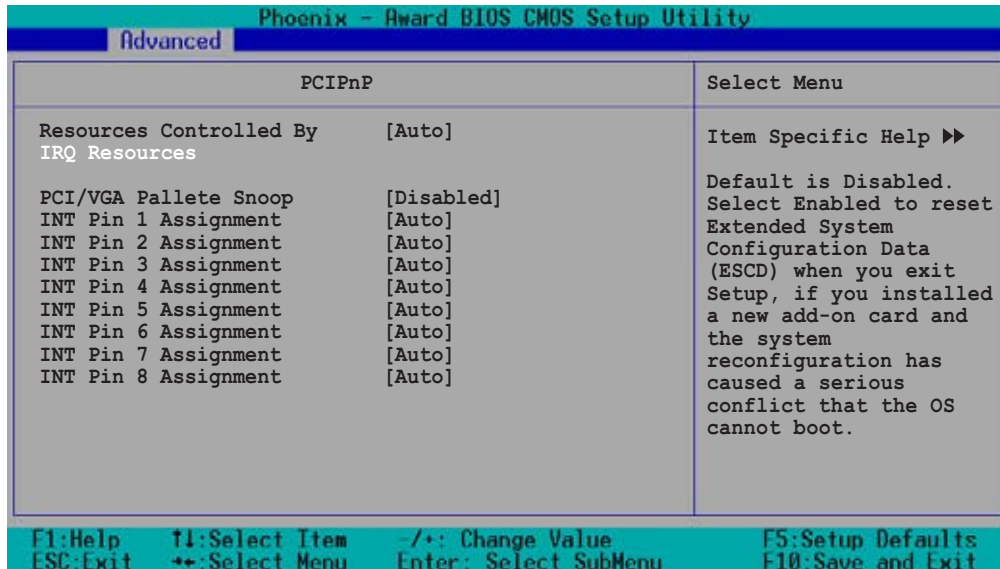 Phoenix - Award BIOS CMOS Setup Utility
Advanced
PCIPnP
Select Menu
Resources Controlled By [Auto]
IRQ Resources
PCI/VGA Pallete Snoop [Disabled]
INT Pin 1 Assignment [Auto]
INT Pin 2 Assignment [Auto]
INT Pin 3 Assignment [Auto]
INT Pin 4 Assignment [Auto]
INT Pin 5 Assignment [Auto]
INT Pin 6 Assignment [Auto]
INT Pin 7 Assignment [Auto]
INT Pin 8 Assignment [Auto]
Item Specific Help ▶▶
Default is Disabled.
Select Enabled to reset
Extended System
Configuration Data
(ESCD) when you exit
Setup, if you installed
a new add-on card and
the system
reconfiguration has
caused a serious
conflict that the OS
cannot boot.
F1:Help ↑↓:Select Item -/+: Change Value F5:Setup Defaults
ESC:Exit →←:Select Menu Enter: Select SubMenu F10:Save and Exit